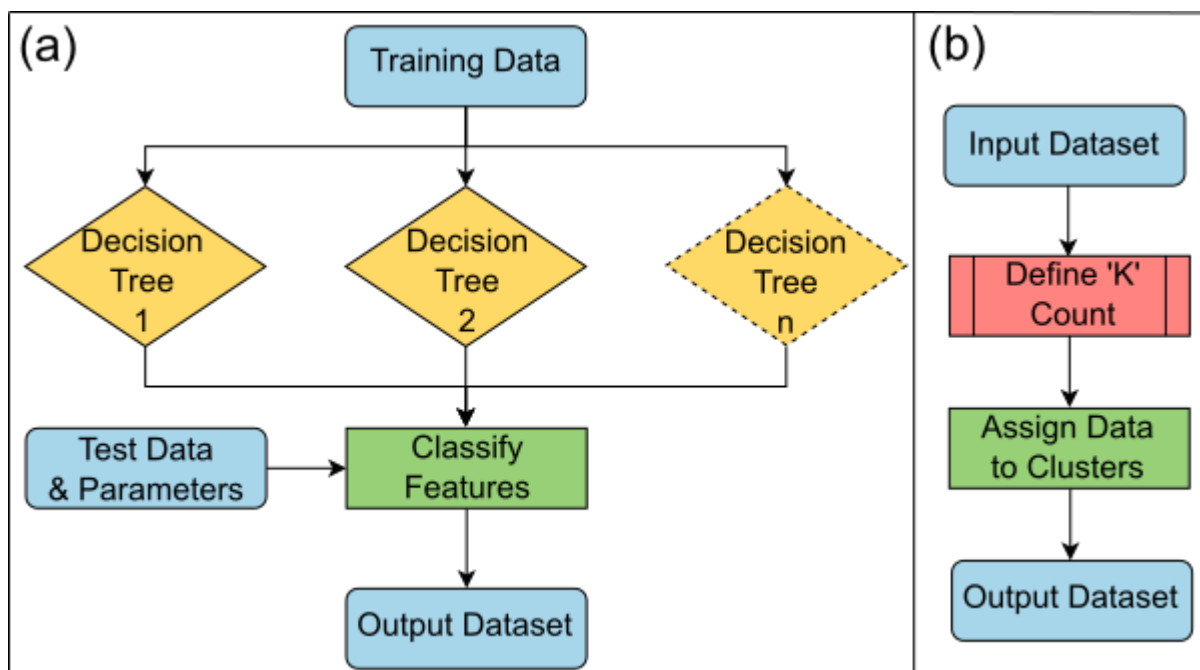 (a)
Training Data
Decision
Tree
1
Decision
Tree
2
Decision
Tree
n
Test Data
& Parameters
Classify
Features
Output Dataset
(b)
Input Dataset
Define 'K'
Count
Assign Data
to Clusters
Output Dataset